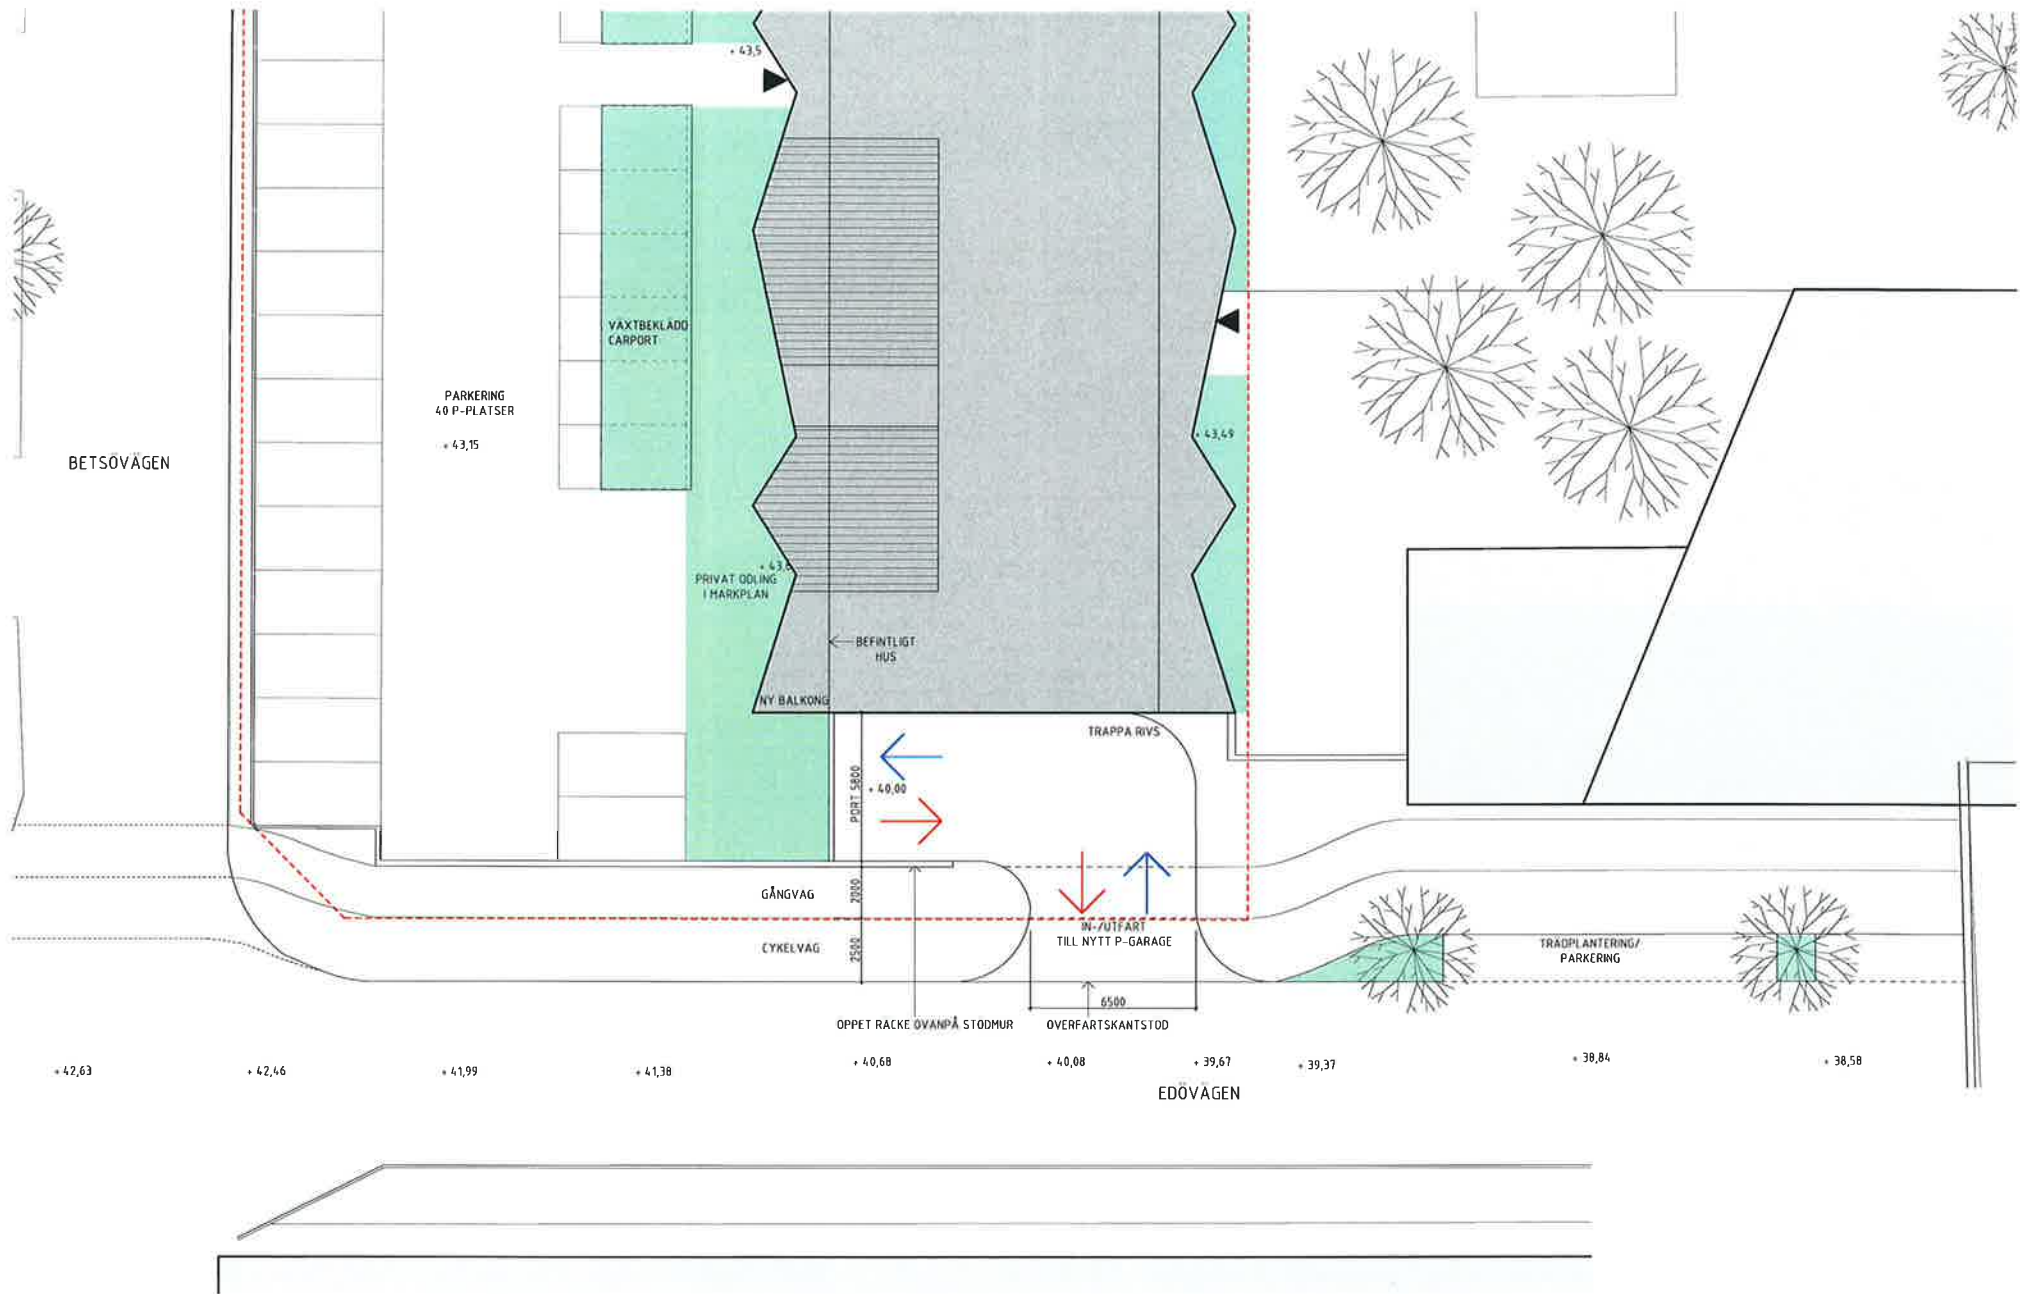 + 43,5
VÄXTBEKLÄDD
CARPORT
PARKERING
40 P-PLATSER
+ 43,15
+ 43,49
BETSÖVÄGEN
PRIVAT ODLING
I MARKPLAN
BEFINTLIGT
HUS
NY BALKONG
TRAPPA RIVS
PORT 5800
+ 40,00
GÅNGVÄG
2000
CYKELVÄG
2500
IN-/UTFART
TILL NYTT P-GARAGE
TRÄDPLANTERING/
PARKERING
6500
ÖPPET RÄCKE OVANPÅ STÖDMUR
ÖVERFARTSKANTSTÖD
+ 42,63
+ 42,46
+ 41,99
+ 41,38
+ 40,68
+ 40,08
+ 39,67
+ 39,37
+ 38,84
+ 38,58
EDÖVÄGEN